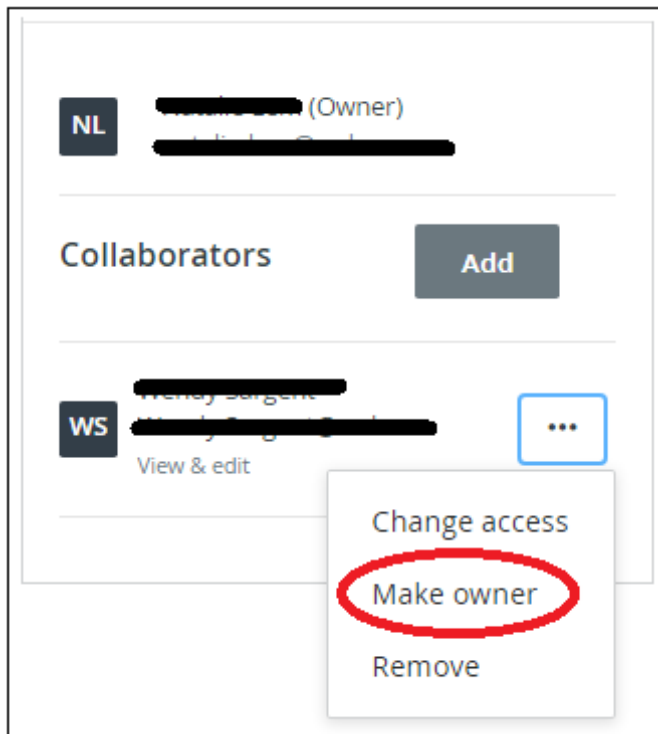 NL
(Owner)
Collaborators
Add
WS
View & edit
•••
Change access
Make owner
Remove